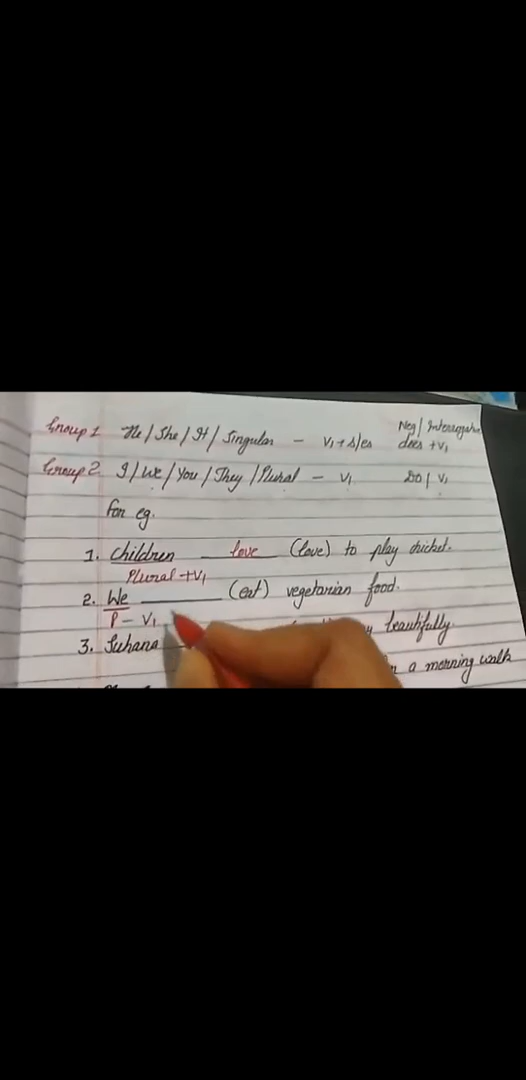 Group 1 He / She / It / Singular - V1 + s/es Neg / Interrogative does + V1
Group 2 I / We / You / They / Plural - V1 DO / V1
For eg.
1. Children love (love) to play cricket.
Plural + V1
2. We ______ (eat) vegetarian food.
P - V1
3. Suhana beautifully
a morning walk